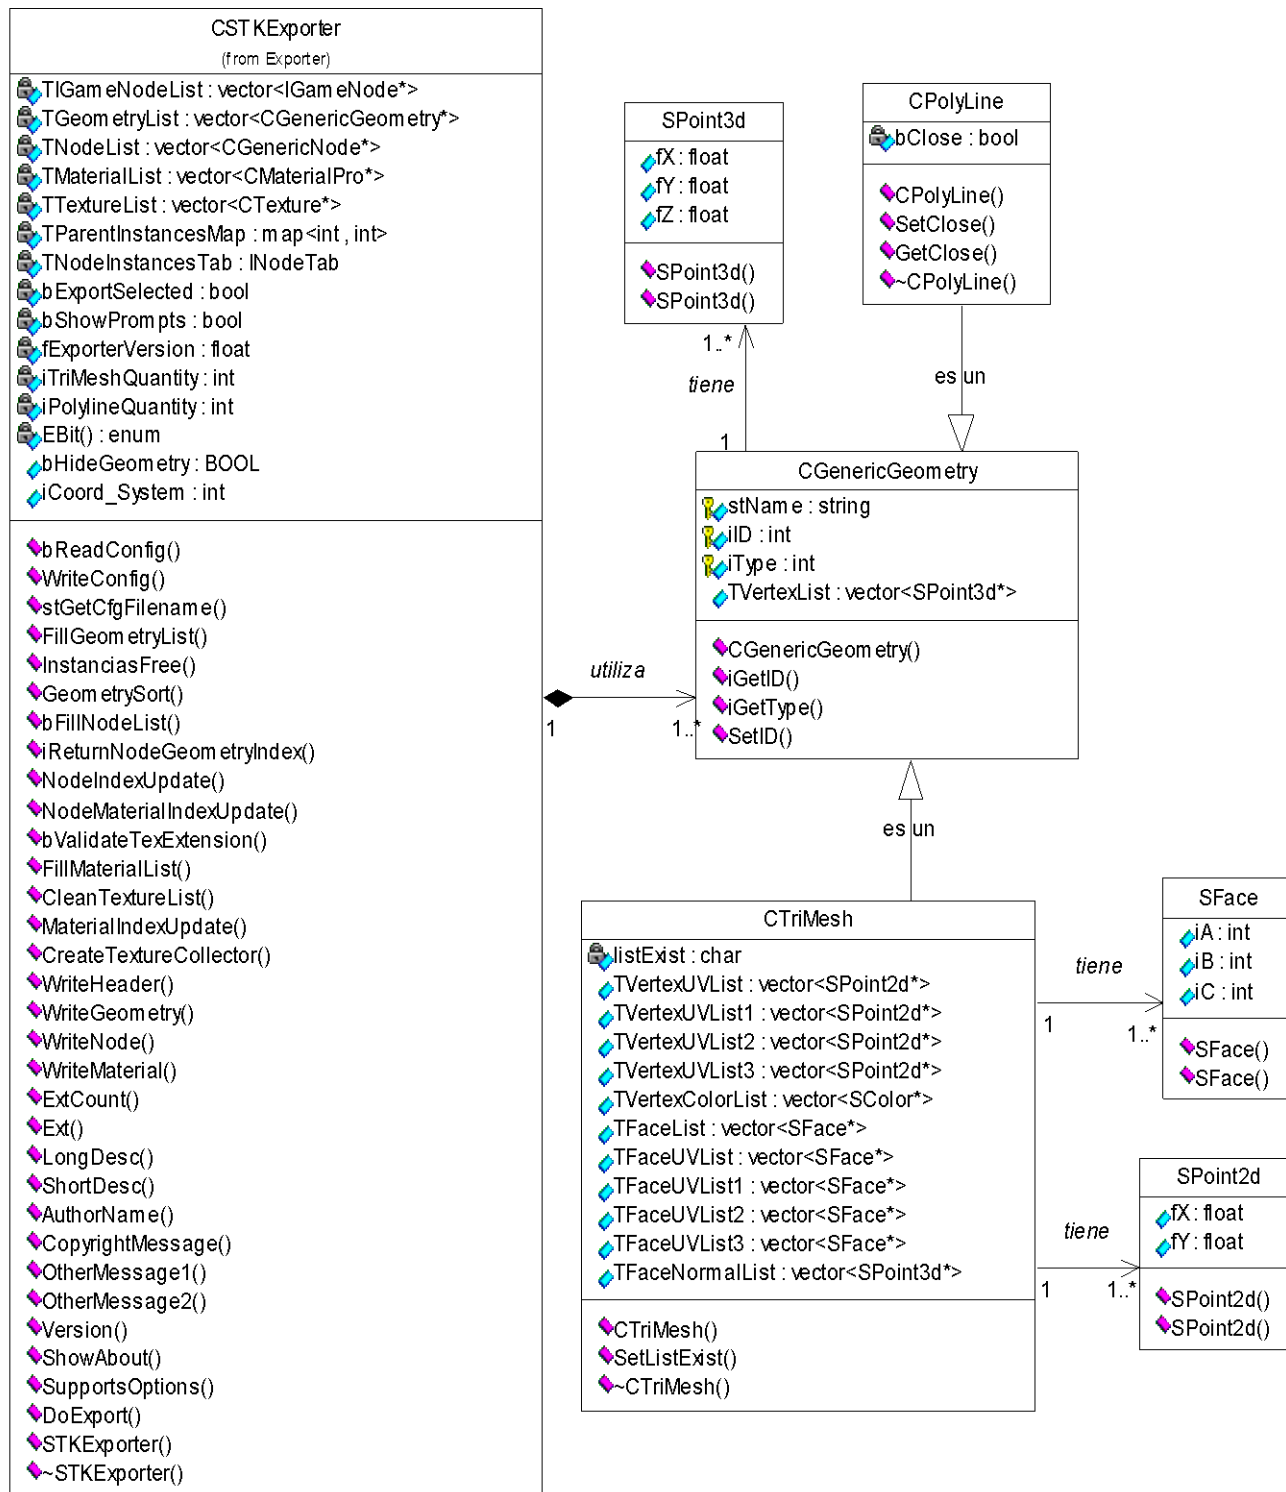 CSTKExporter
(from Exporter)
TIGameNodeList : vector<IGameNode*>
TGeometryList : vector<CGenericGeometry*>
TNodeList : vector<CGenericNode*>
TMaterialList : vector<CMaterialPro*>
TTextureList : vector<CTexture*>
TParentInstancesMap : map<int , int>
TNodeInstancesTab : INodeTab
bExportSelected : bool
bShowPrompts : bool
fExporterVersion : float
iTriMeshQuantity : int
iPolylineQuantity : int
EBit() : enum
bHideGeometry : BOOL
iCoord_System : int
bReadConfig()
WriteConfig()
stGetCfgFilename()
FillGeometryList()
InstanciasFree()
GeometrySort()
bFillNodeList()
iReturnNodeGeometryIndex()
NodeIndexUpdate()
NodeMaterialIndexUpdate()
bValidateTexExtension()
FillMaterialList()
CleanTextureList()
MaterialIndexUpdate()
CreateTextureCollector()
WriteHeader()
WriteGeometry()
WriteNode()
WriteMaterial()
ExtCount()
Ext()
LongDesc()
ShortDesc()
AuthorName()
CopyrightMessage()
OtherMessage1()
OtherMessage2()
Version()
ShowAbout()
SupportsOptions()
DoExport()
STKExporter()
~STKExporter()
utiliza
1
1..*
SPoint3d
fX : float
fY : float
fZ : float
SPoint3d()
SPoint3d()
1..*
tiene
1
CPolyLine
bClose : bool
CPolyLine()
SetClose()
GetClose()
~CPolyLine()
es un
CGenericGeometry
stName : string
iID : int
iType : int
TVertexList : vector<SPoint3d*>
CGenericGeometry()
iGetID()
iGetType()
SetID()
es un
CTriMesh
listExist : char
TVertexUVList : vector<SPoint2d*>
TVertexUVList1 : vector<SPoint2d*>
TVertexUVList2 : vector<SPoint2d*>
TVertexUVList3 : vector<SPoint2d*>
TVertexColorList : vector<SColor*>
TFaceList : vector<SFace*>
TFaceUVList : vector<SFace*>
TFaceUVList1 : vector<SFace*>
TFaceUVList2 : vector<SFace*>
TFaceUVList3 : vector<SFace*>
TFaceNormalList : vector<SPoint3d*>
CTriMesh()
SetListExist()
~CTriMesh()
tiene
1
1..*
SFace
iA : int
iB : int
iC : int
SFace()
SFace()
tiene
1
1..*
SPoint2d
fX : float
fY : float
SPoint2d()
SPoint2d()